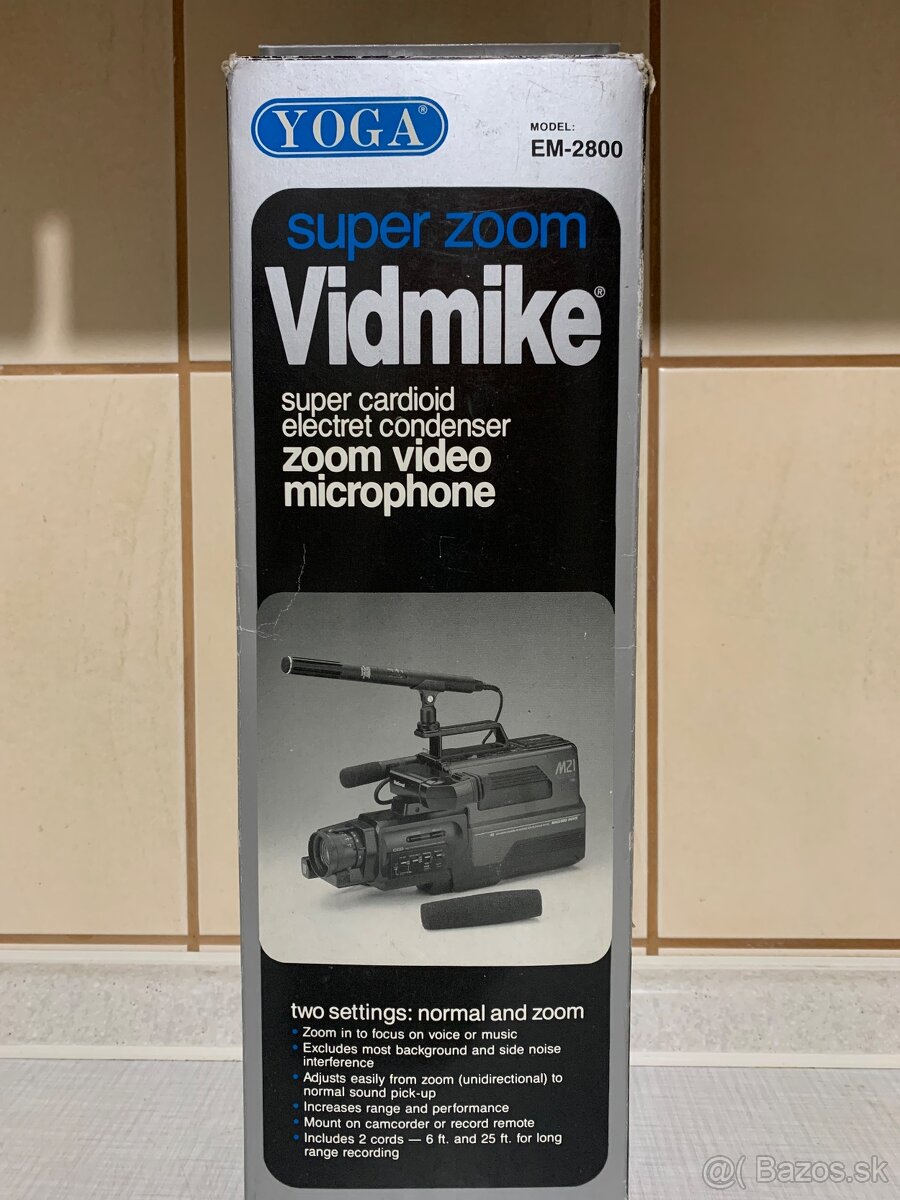 YOGA®
MODEL:
EM-2800
super zoom
Vidmike®
super cardioid
electret condenser
zoom video
microphone
M21
two settings: normal and zoom
• Zoom in to focus on voice or music
• Excludes most background and side noise
interference
• Adjusts easily from zoom (unidirectional) to
normal sound pick-up
• Increases range and performance
• Mount on camcorder or record remote
• Includes 2 cords — 6 ft. and 25 ft. for long
range recording
@( Bazos.sk